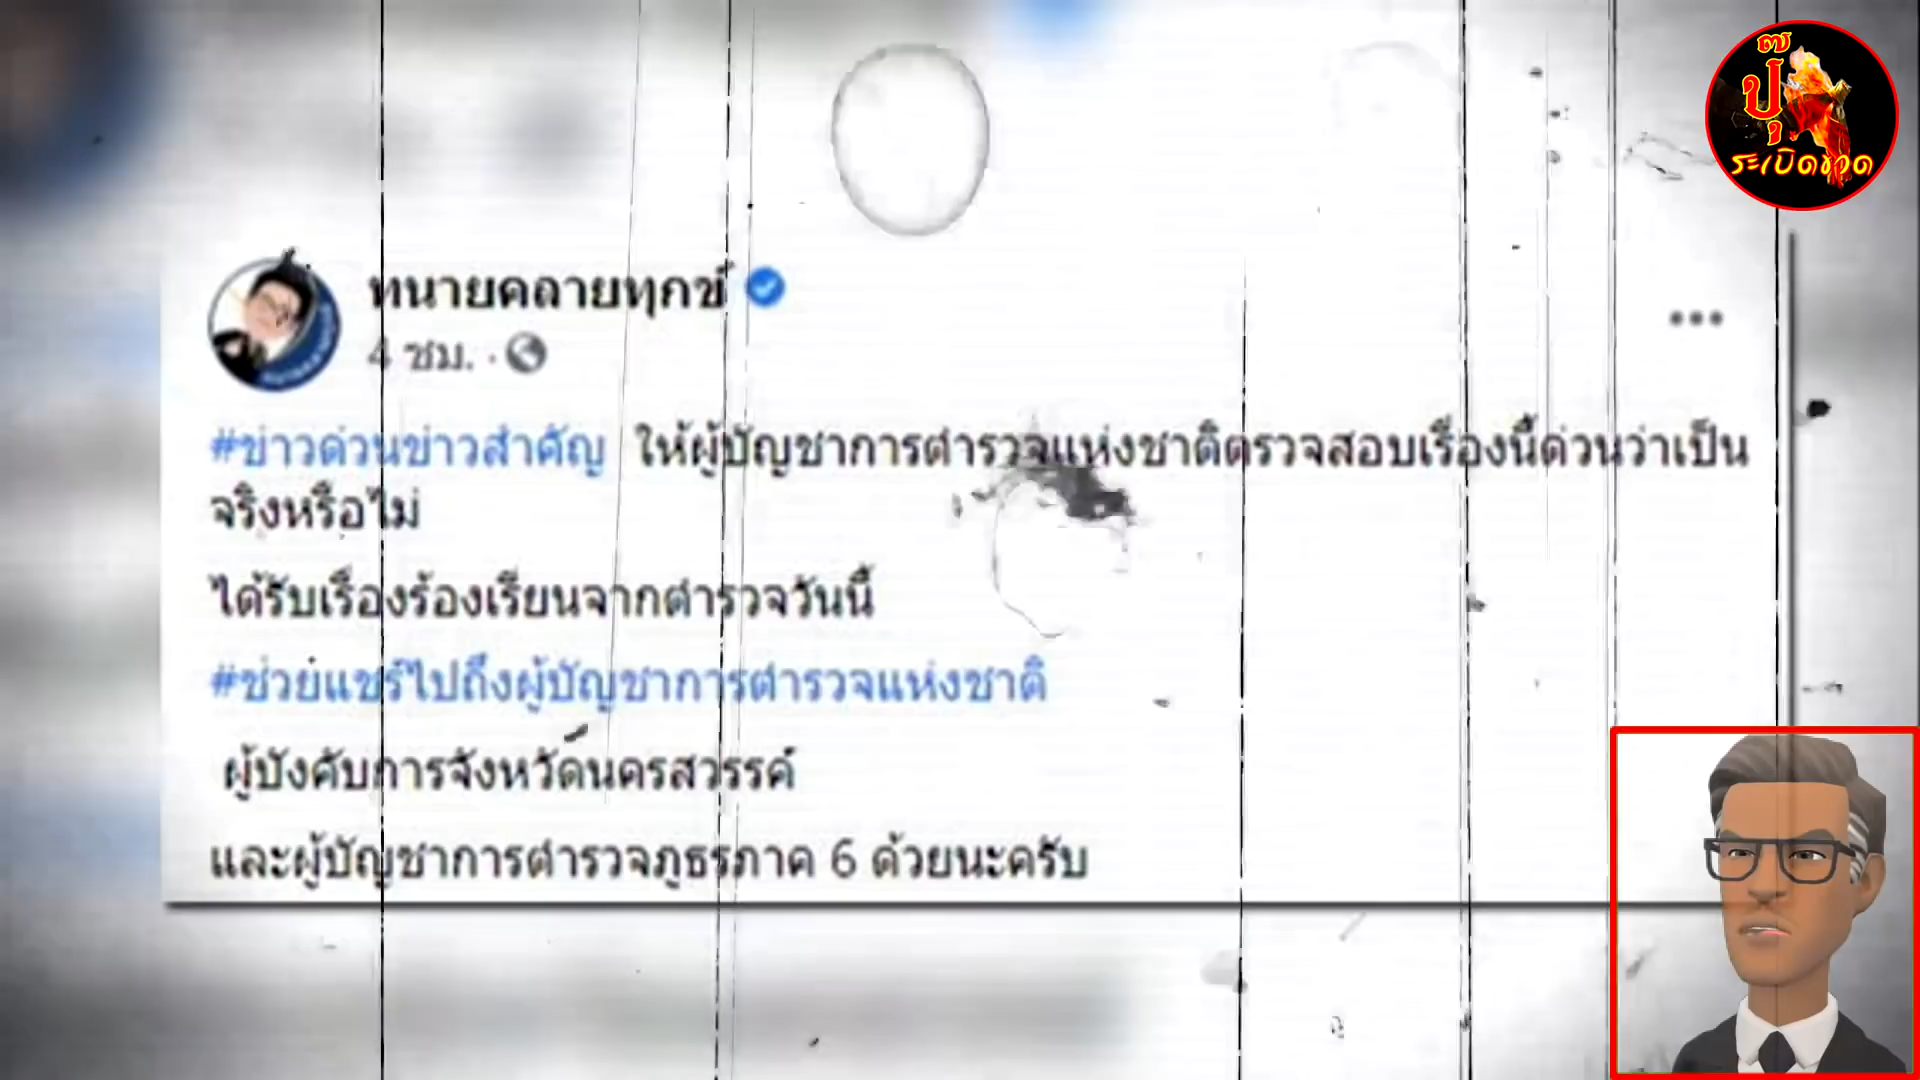 ตุ๊
ปุ๊
ระเบิดขวด
ทนายคลายทุกข์
4 ชม.
#ข่าวด่วนข่าวสำคัญ ให้ผู้บัญชาการตำรวจแห่งชาติตรวจสอบเรื่องนี้ด่วนว่าเป็น
จริงหรือไม่
ได้รับเรื่องร้องเรียนจากตำรวจวันนี้
#ช่วยแชร์ไปถึงผู้บัญชาการตำรวจแห่งชาติ
ผู้บังคับการจังหวัดนครสวรรค์
และผู้บัญชาการตำรวจภูธรภาค 6 ด้วยนะครับ